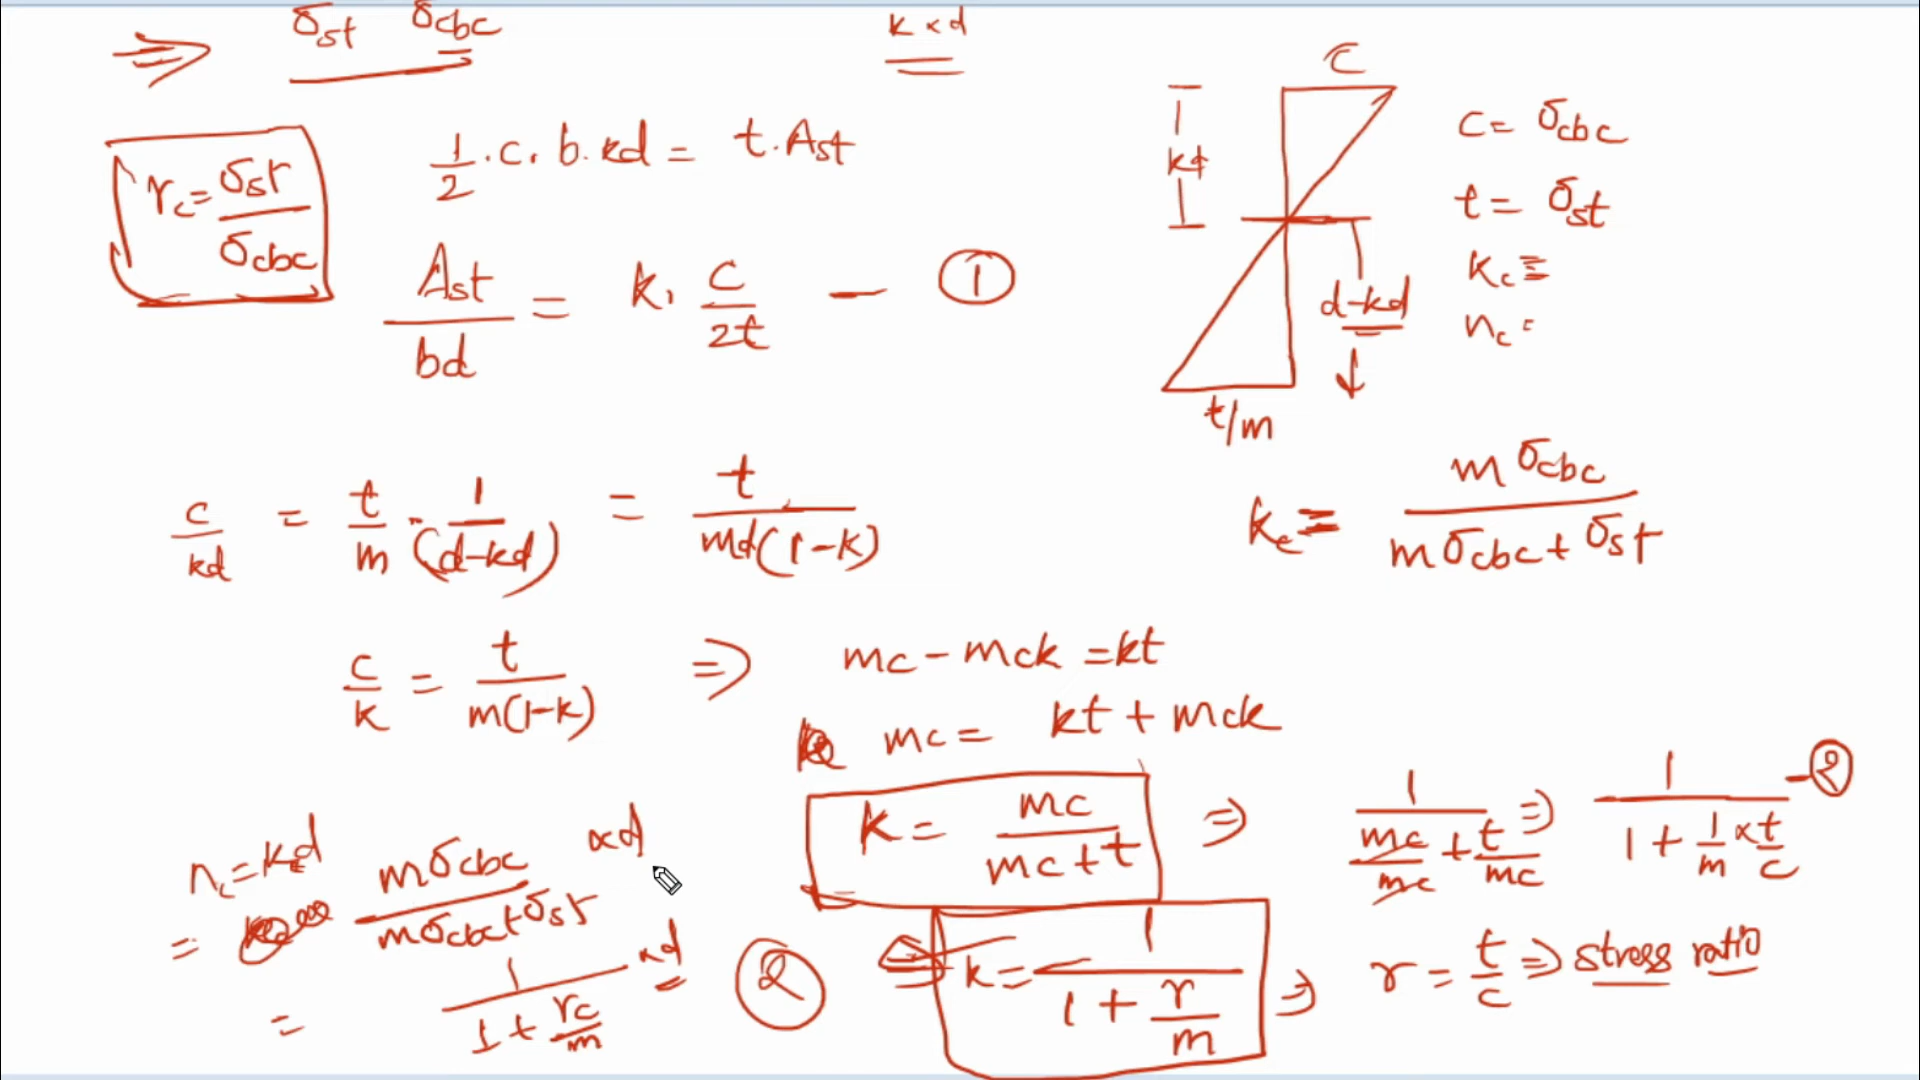 σst σcbc
k × d
C
kd
c = σcbc
t = σst
kc =
nc =
d-kd
t/m
rc = σst/σcbc
1/2 . c . b . kd = t . Ast
Ast/bd = k . c/2t — ①
c/kd = t/m . 1/(d-kd) = t/md(1-k)
kc = mσcbc/mσcbc + σst
c/k = t/m(1-k) ⇒ mc - mck = kt
mc = kt + mck
k = mc/mc + t ⇒ 1/mc/mc + t/mc ⇒ 1/1 + 1/m × t/c - ②
k = 1/1 + r/m ⇒ r = t/c ⇒ stress ratio
nc = kcd
= mσcbc/mσcbc + σst × d
= 1/1 + rc/m × d
②